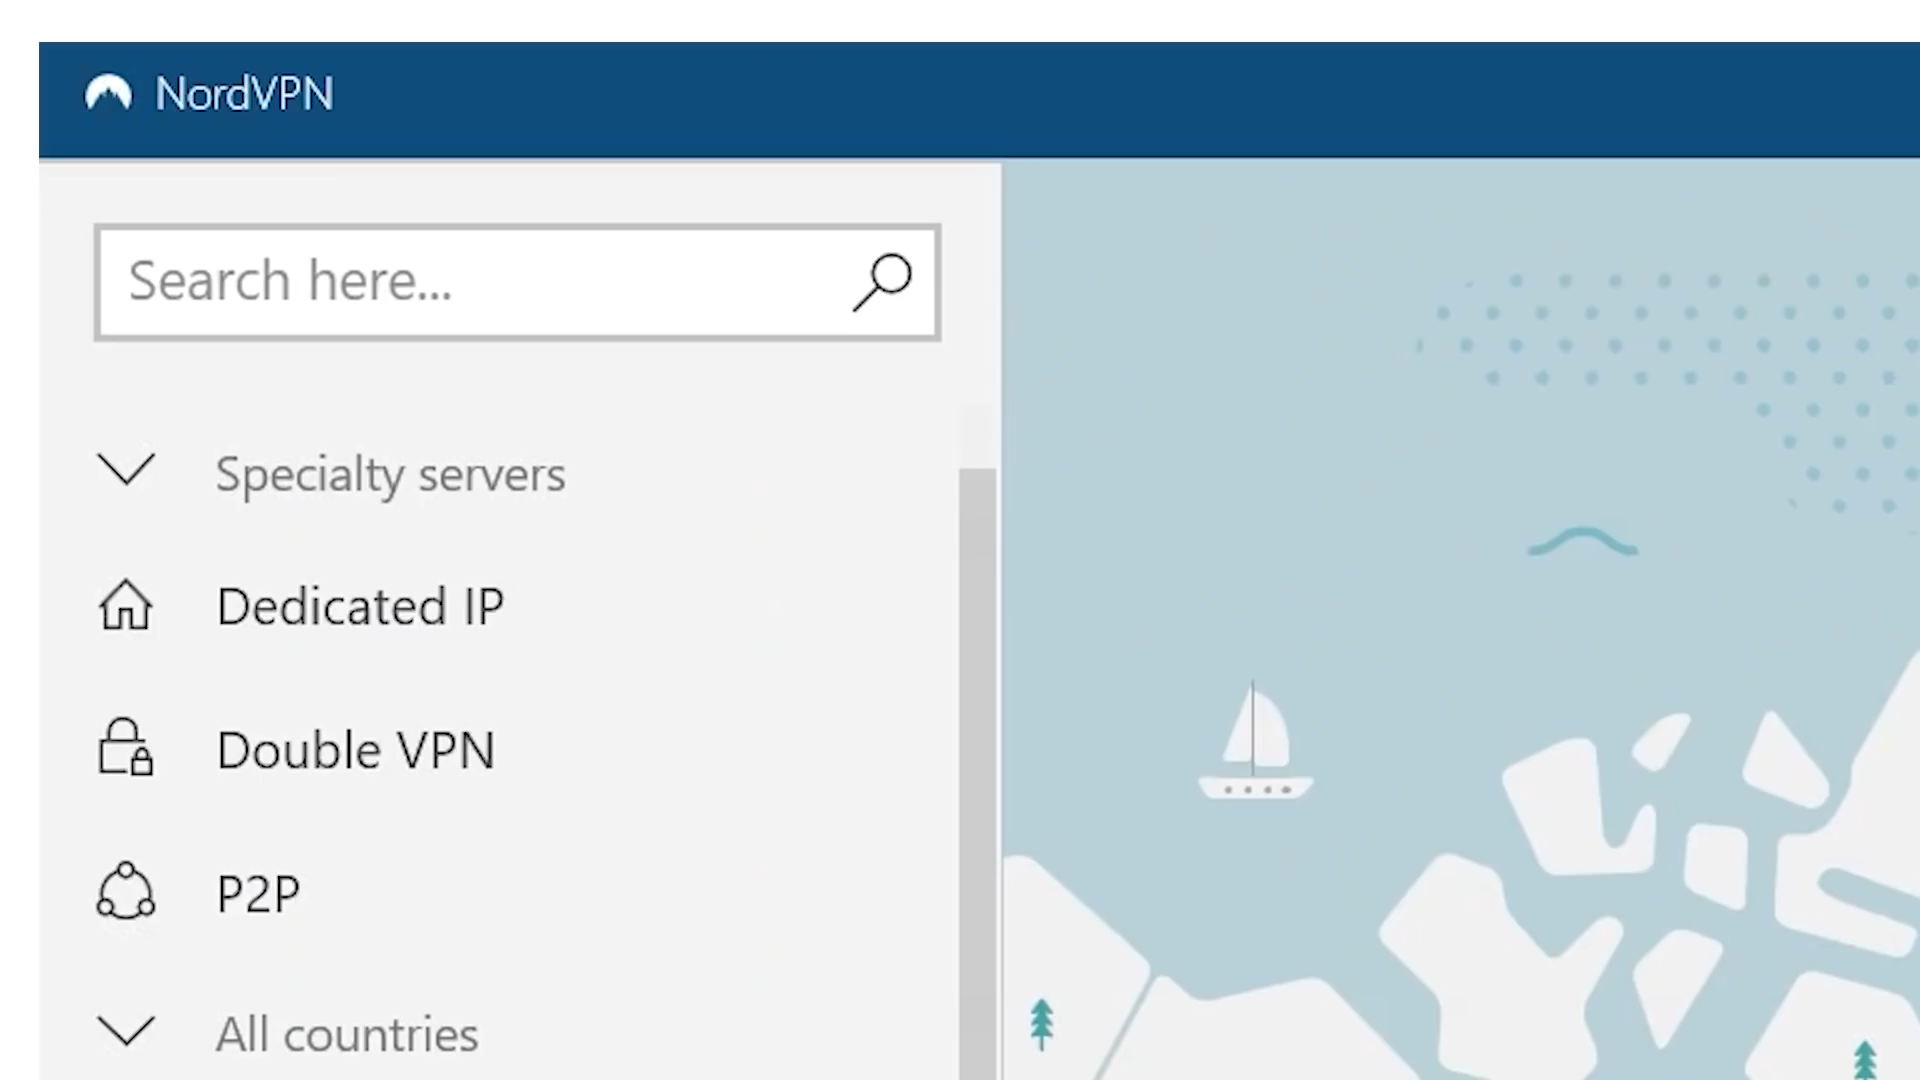 NordVPN
Search here...
Specialty servers
Dedicated IP
Double VPN
P2P
All countries